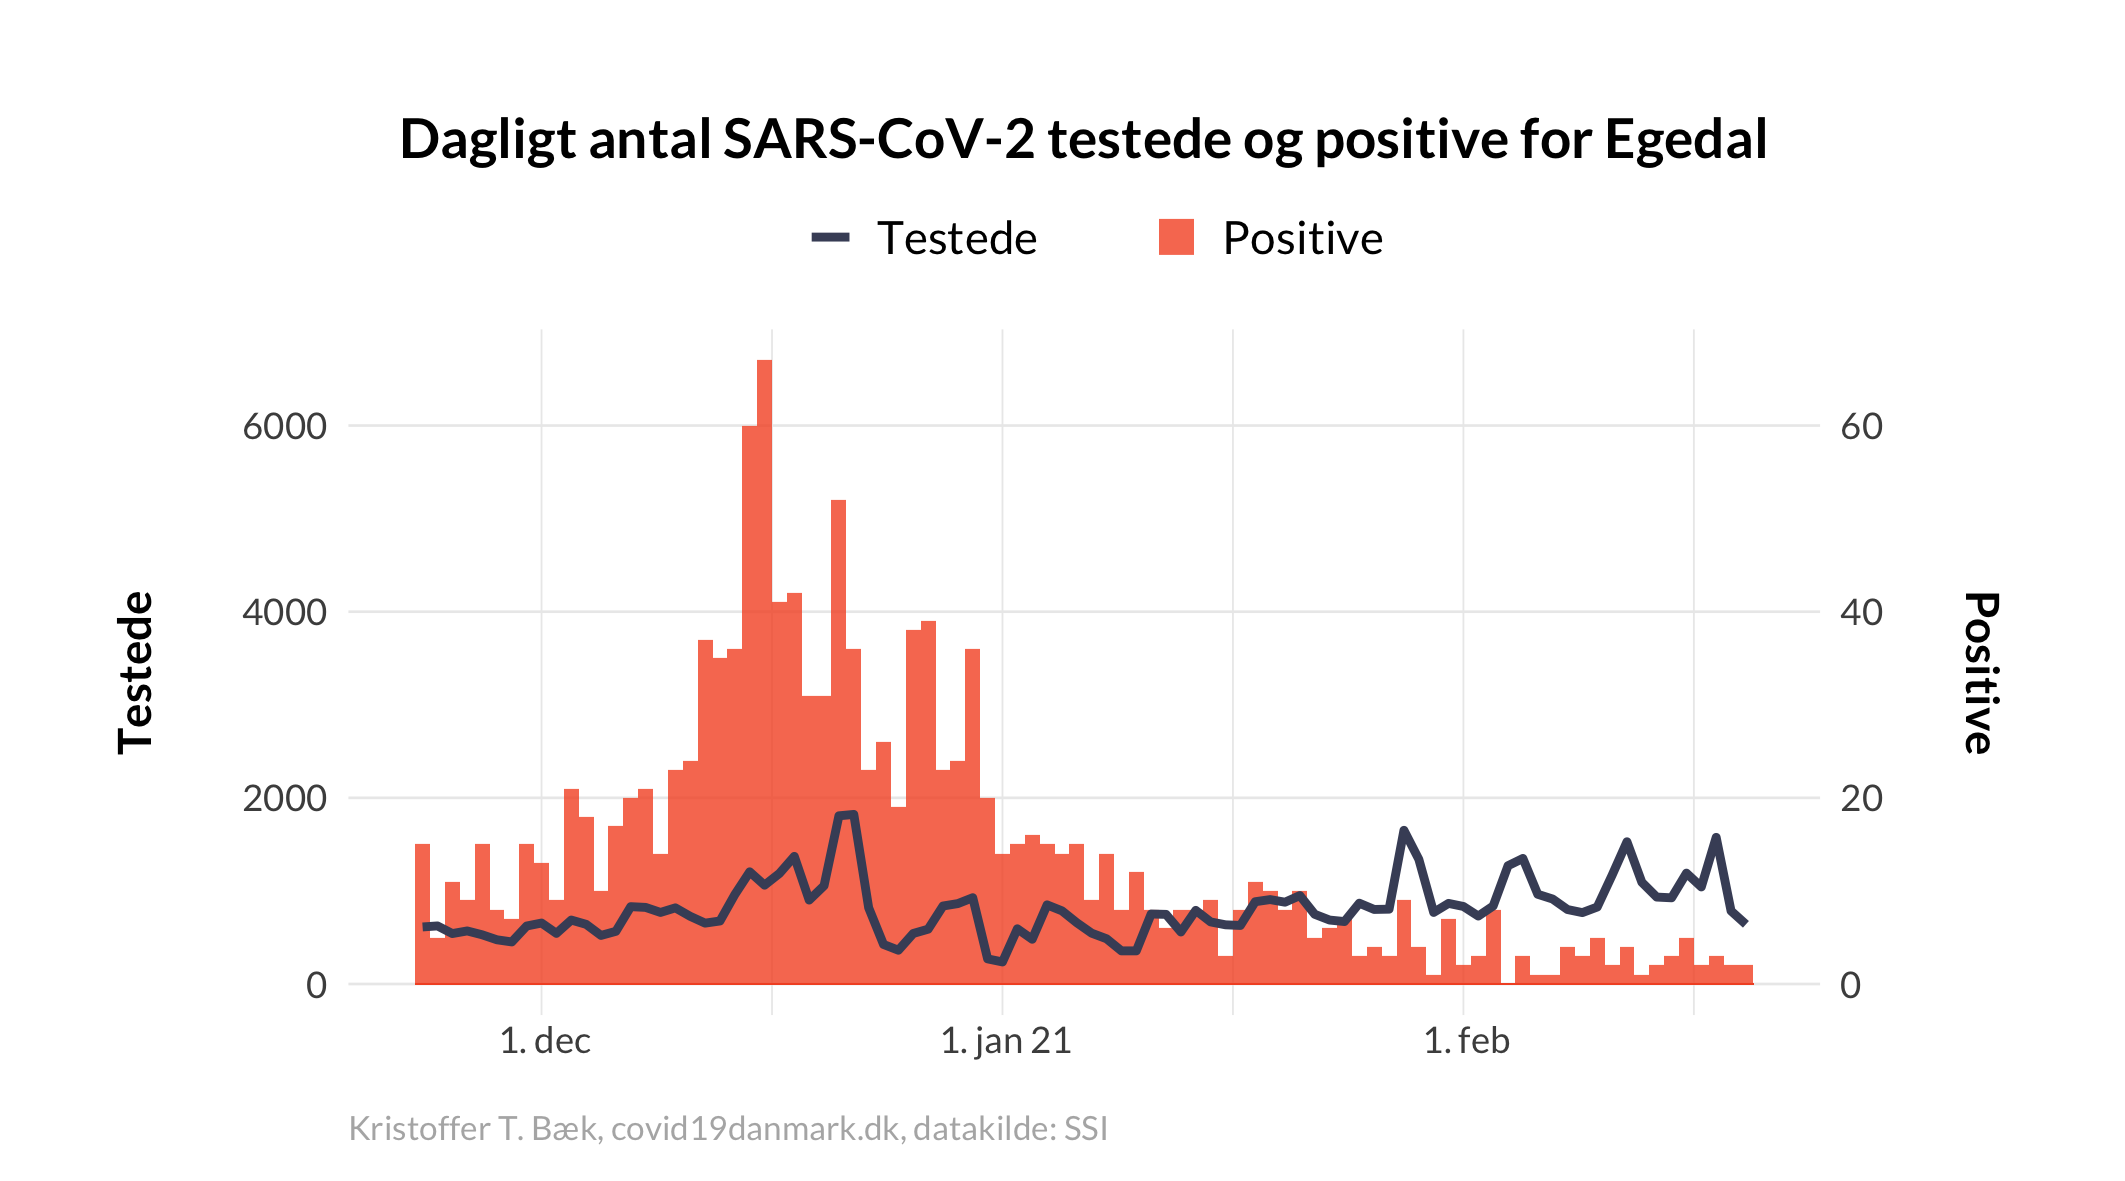 Dagligt antal SARS-CoV-2 testede og positive for Egedal
Testede
Positive
6000
4000
2000
0
60
40
20
0
Testede
Positive
1. dec
1. jan 21
1. feb
Kristoffer T. Bæk, covid19danmark.dk, datakilde: SSI